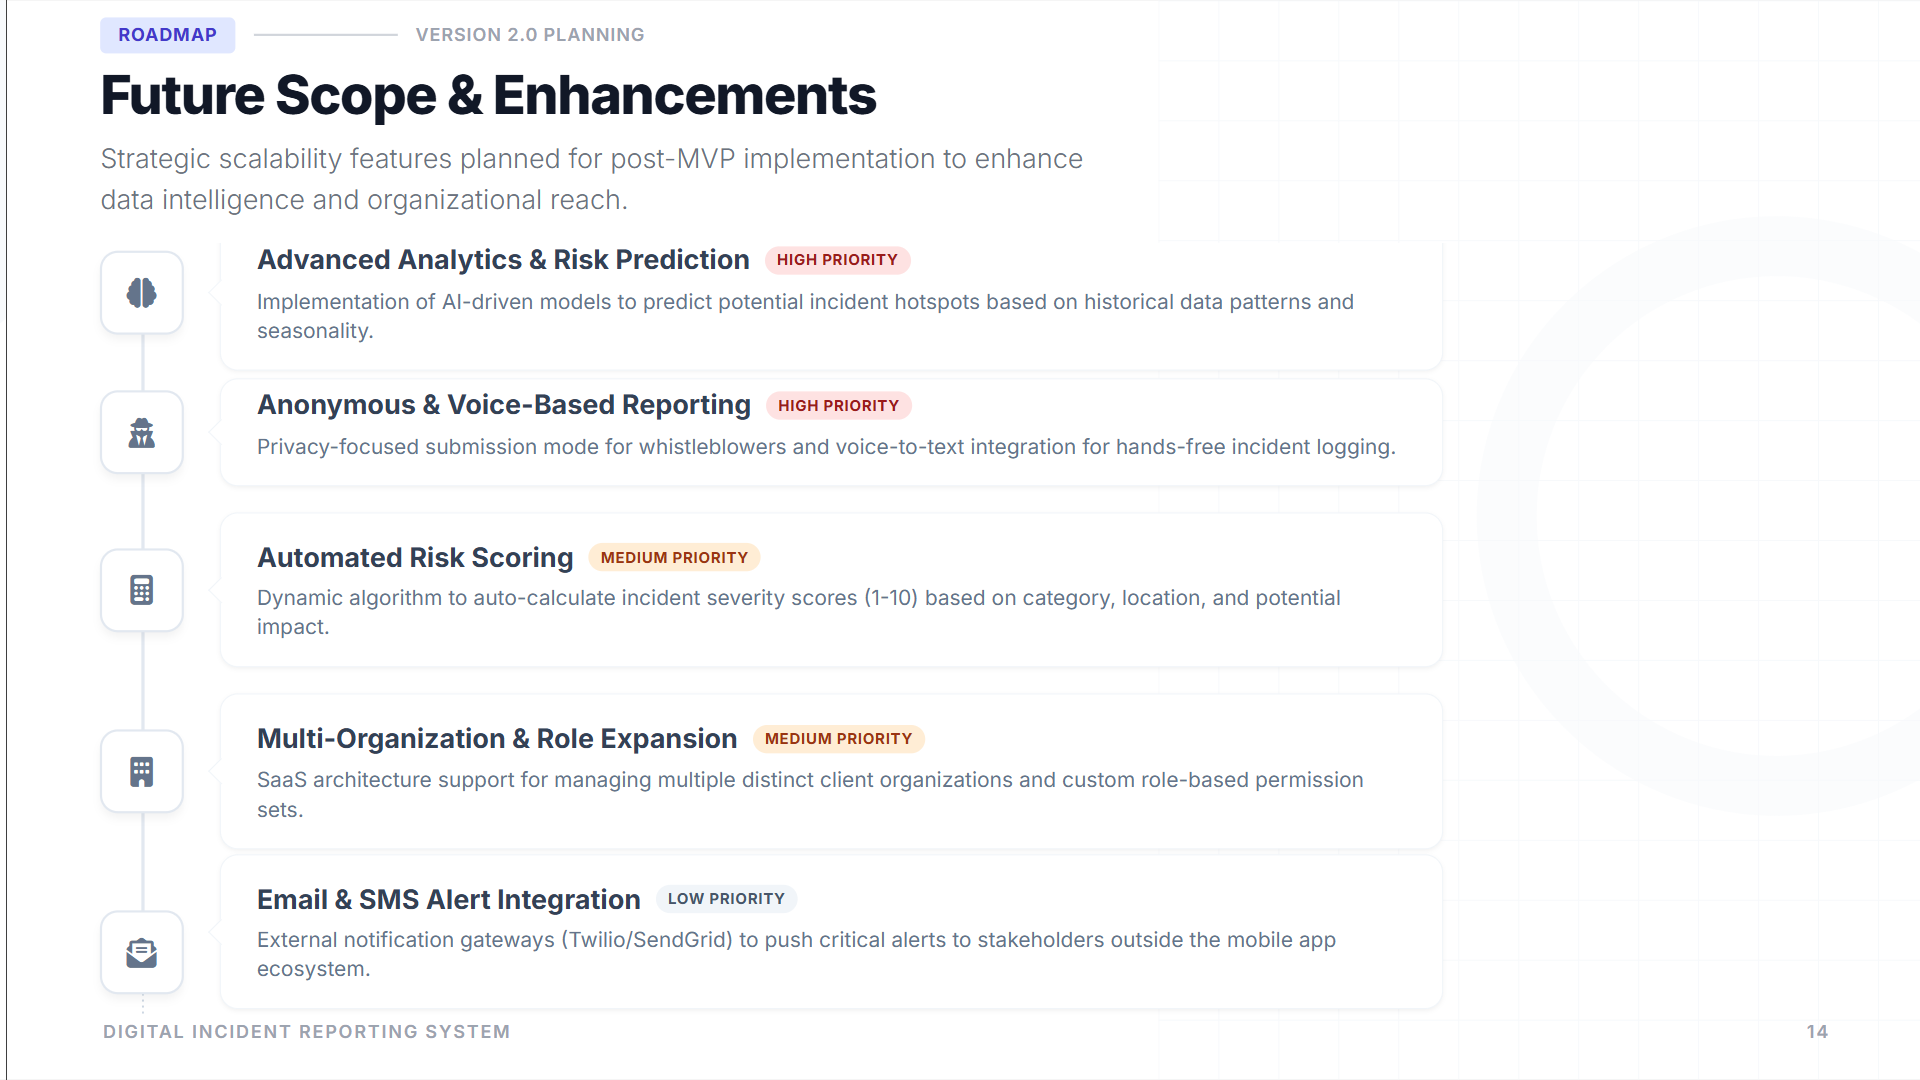 ROADMAP
VERSION 2.0 PLANNING
Future Scope & Enhancements
Strategic scalability features planned for post-MVP implementation to enhance
data intelligence and organizational reach.
Advanced Analytics & Risk Prediction
HIGH PRIORITY
Implementation of AI-driven models to predict potential incident hotspots based on historical data patterns and
seasonality.
Anonymous & Voice-Based Reporting
HIGH PRIORITY
Privacy-focused submission mode for whistleblowers and voice-to-text integration for hands-free incident logging.
Automated Risk Scoring
MEDIUM PRIORITY
Dynamic algorithm to auto-calculate incident severity scores (1-10) based on category, location, and potential
impact.
Multi-Organization & Role Expansion
MEDIUM PRIORITY
SaaS architecture support for managing multiple distinct client organizations and custom role-based permission
sets.
Email & SMS Alert Integration
LOW PRIORITY
External notification gateways (Twilio/SendGrid) to push critical alerts to stakeholders outside the mobile app
ecosystem.
DIGITAL INCIDENT REPORTING SYSTEM
14